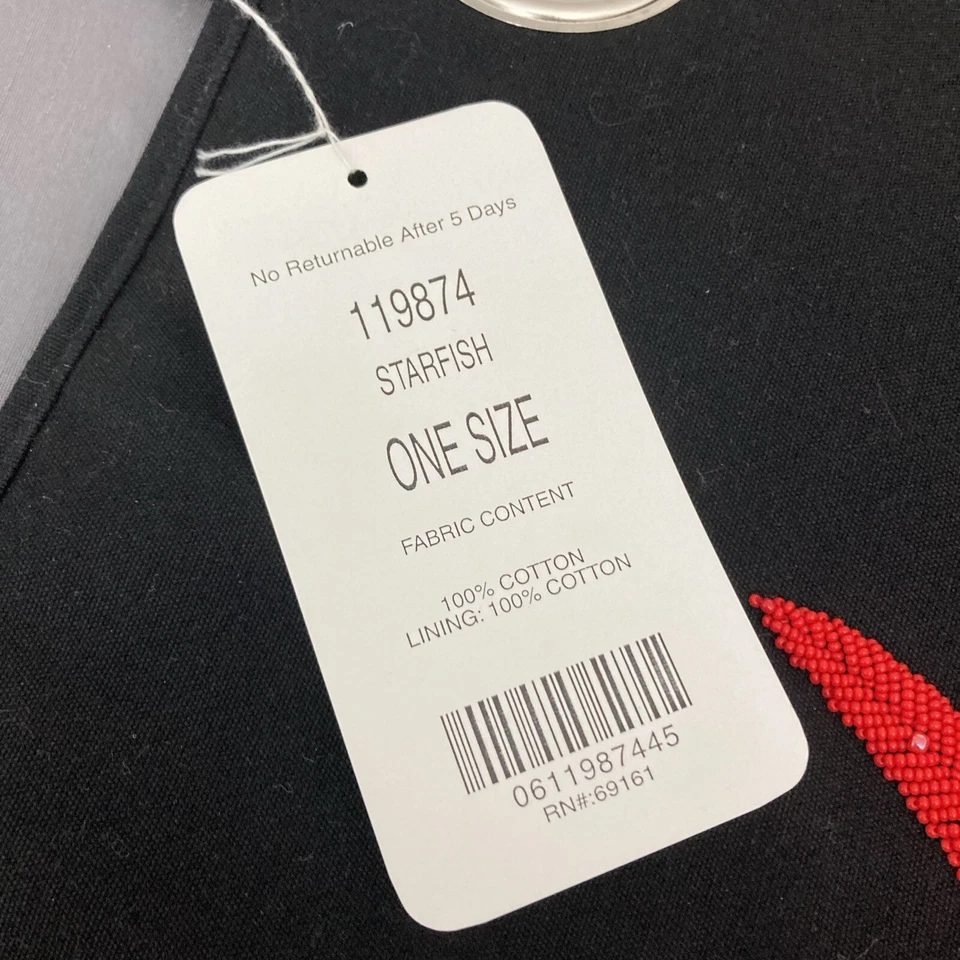 No Returnable After 5 Days
119874
STARFISH
ONE SIZE
FABRIC CONTENT
100% COTTON
LINING: 100% COTTON
0611987445
RN#:69161